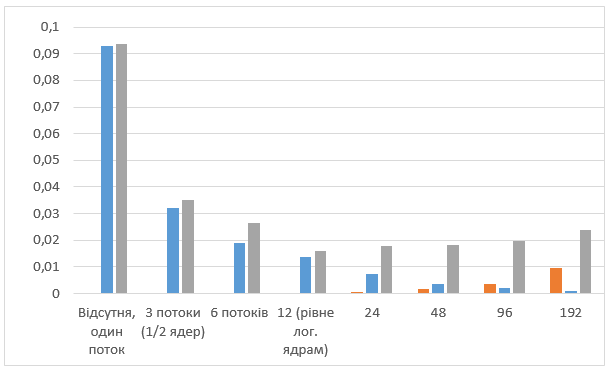 0,1
0,09
0,08
0,07
0,06
0,05
0,04
0,03
0,02
0,01
0
Відсутня,
один
поток
3 потоки
(1/2 ядер)
6 потоків
12 (рівне
лог.
ядрам)
24
48
96
192